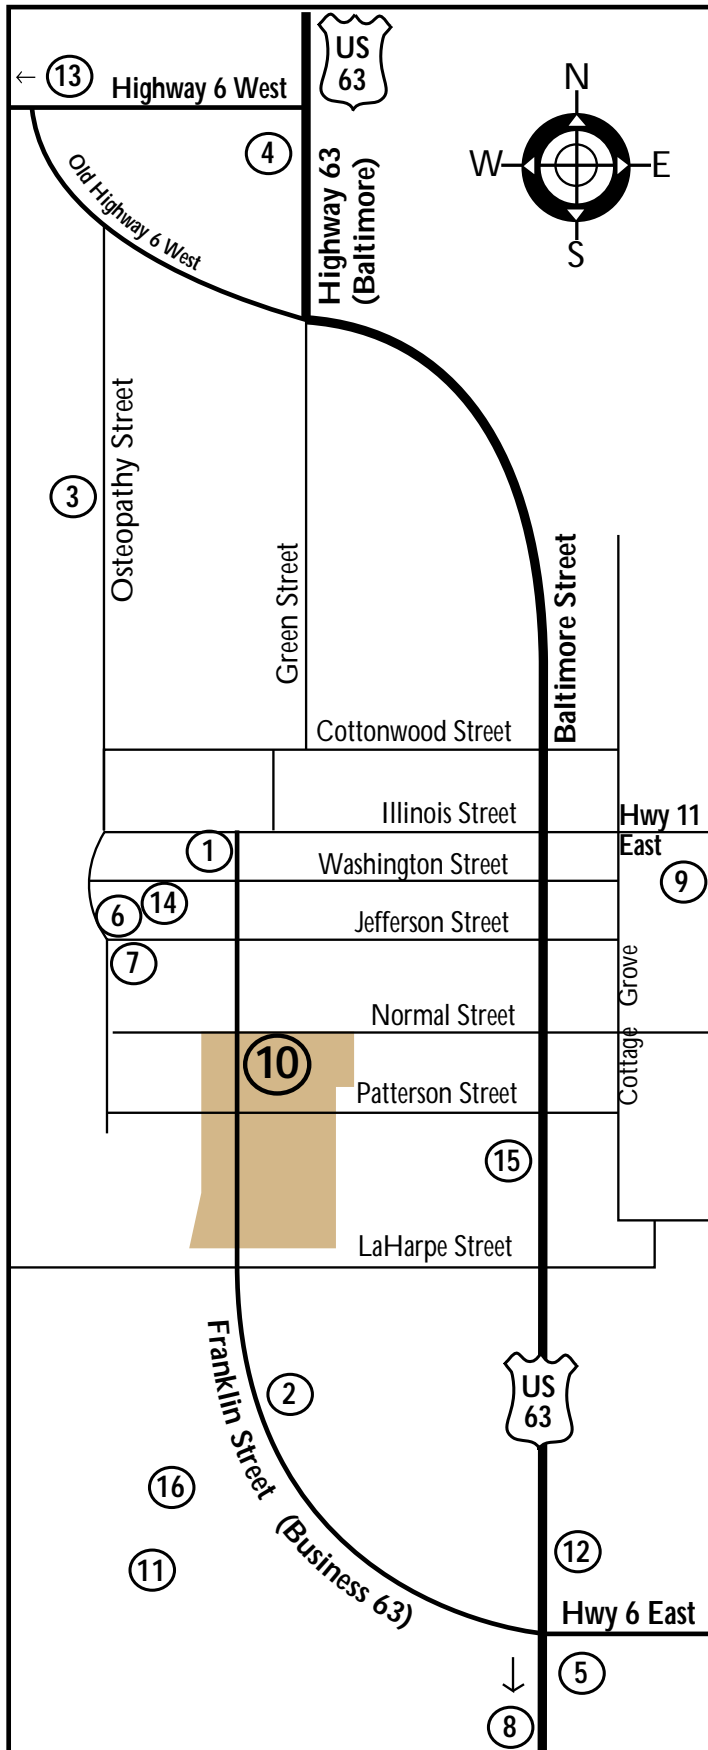 US
63
← 13
Highway 6 West
N
W
E
S
4
Old Highway 6 West
Highway 63
(Baltimore)
Osteopathy Street
3
Green Street
Baltimore Street
Cottonwood Street
Illinois Street
Hwy 11
East
1
Washington Street
9
14
6
Jefferson Street
7
Cottage Grove
Normal Street
10
Patterson Street
15
LaHarpe Street
Franklin Street (Business 63)
2
US
63
16
12
11
Hwy 6 East
5
↓
8